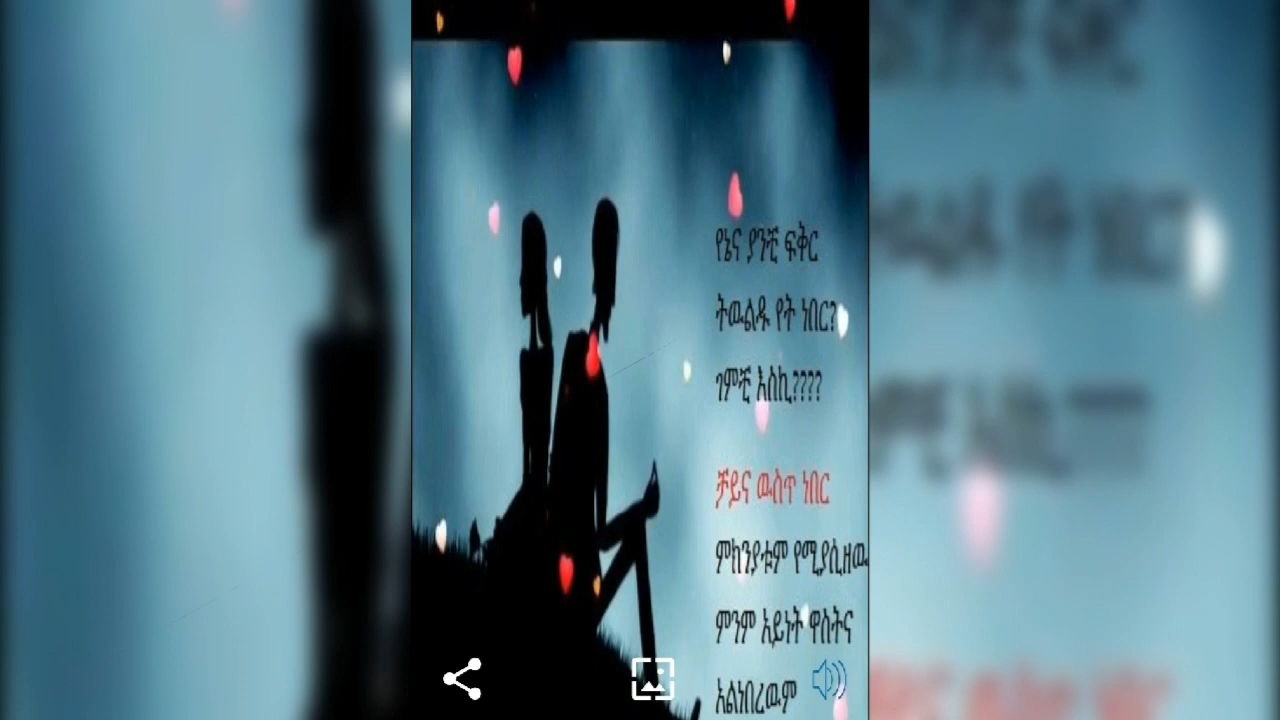 የኔና ያንቺ ፍቅር
ትዉልዱ የት ነበር?
ገምቺ እስኪ????
ቻይና ዉስጥ ነበር
ምክንያቱም የሚያሲዘዉ
ምንም አይነት ዋስትና
አልነበረዉም